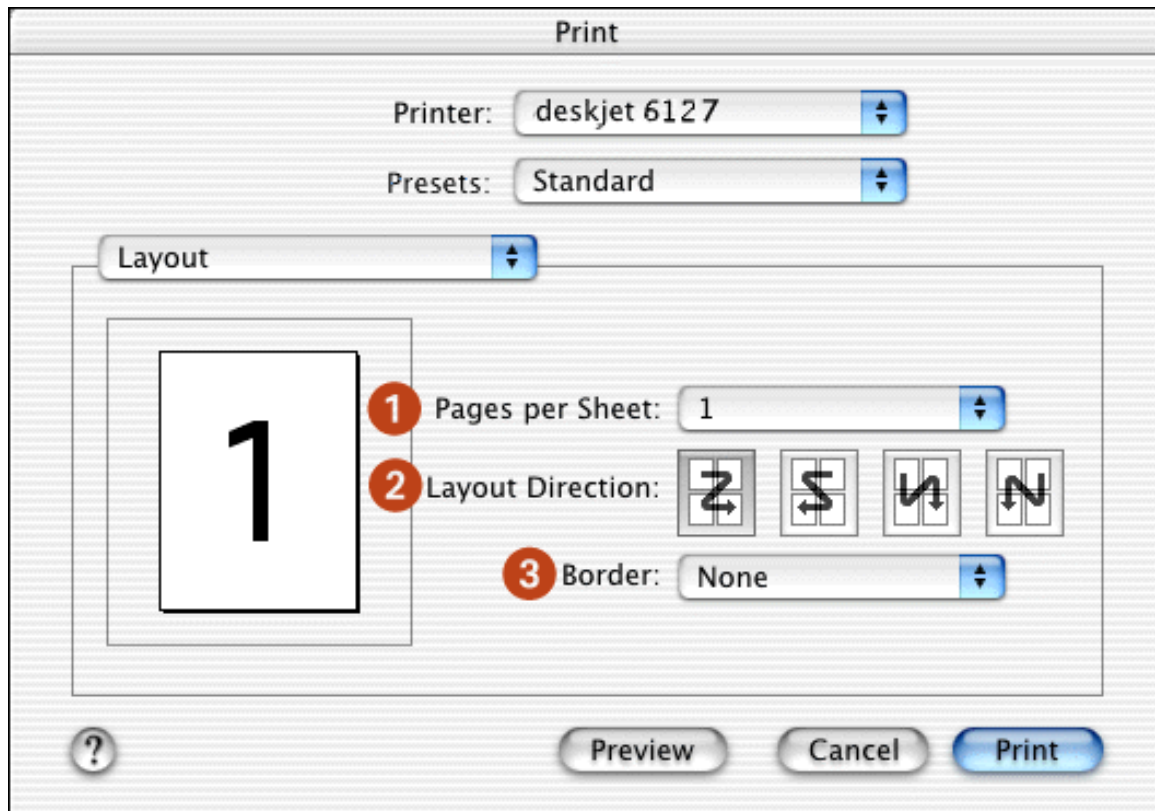 Print
Printer: deskjet 6127
Presets: Standard
Layout
1
1 Pages per Sheet: 1
2 Layout Direction:
3 Border: None
? Preview Cancel Print